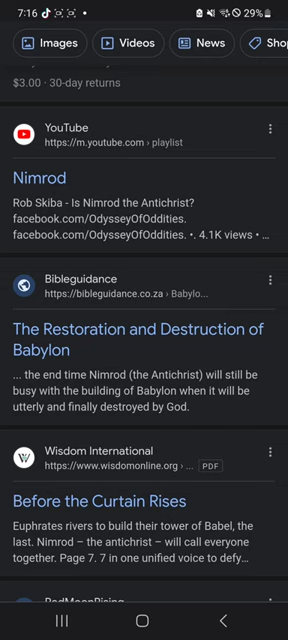 7:16
29%
Images
Videos
News
Shop
$3.00 · 30-day returns
YouTube
https://m.youtube.com › playlist
Nimrod
Rob Skiba - Is Nimrod the Antichrist?
facebook.com/OdysseyOfOddities.
facebook.com/OdysseyOfOddities. •. 4.1K views • ...
Bibleguidance
https://bibleguidance.co.za › Babylo...
The Restoration and Destruction of
Babylon
... the end time Nimrod (the Antichrist) will still be
busy with the building of Babylon when it will be
utterly and finally destroyed by God.
Wisdom International
https://www.wisdomonline.org › ... PDF
Before the Curtain Rises
Euphrates rivers to build their tower of Babel, the
last. Nimrod – the antichrist – will call everyone
together. Page 7. 7 in one unified voice to defy...
RedMoonRising